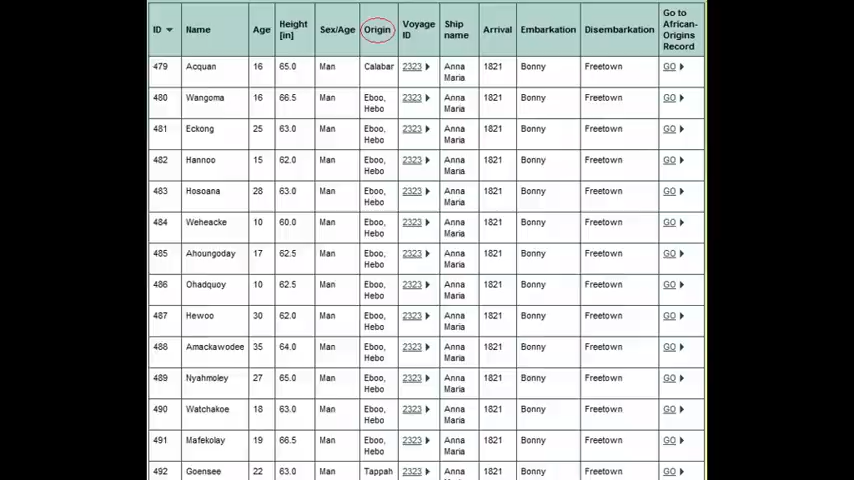 ID Name Age Height [in] Sex/Age Origin Voyage ID Ship name Arrival Embarkation Disembarkation Go to African-Origins Record
479 Acquan 16 65.0 Man Calabar 2323 Anna Maria 1821 Bonny Freetown GO
480 Wangoma 16 66.5 Man Eboo, Hebo 2323 Anna Maria 1821 Bonny Freetown GO
481 Eckong 25 63.0 Man Eboo, Hebo 2323 Anna Maria 1821 Bonny Freetown GO
482 Hannoo 15 62.0 Man Eboo, Hebo 2323 Anna Maria 1821 Bonny Freetown GO
483 Hosoana 28 63.0 Man Eboo, Hebo 2323 Anna Maria 1821 Bonny Freetown GO
484 Weheacke 10 60.0 Man Eboo, Hebo 2323 Anna Maria 1821 Bonny Freetown GO
485 Ahoungoday 17 62.5 Man Eboo, Hebo 2323 Anna Maria 1821 Bonny Freetown GO
486 Ohadquoy 10 62.5 Man Eboo, Hebo 2323 Anna Maria 1821 Bonny Freetown GO
487 Hewoo 30 62.0 Man Eboo, Hebo 2323 Anna Maria 1821 Bonny Freetown GO
488 Amackawodee 35 64.0 Man Eboo, Hebo 2323 Anna Maria 1821 Bonny Freetown GO
489 Nyahmoley 27 65.0 Man Eboo, Hebo 2323 Anna Maria 1821 Bonny Freetown GO
490 Watchakoe 18 63.0 Man Eboo, Hebo 2323 Anna Maria 1821 Bonny Freetown GO
491 Mafekolay 19 66.5 Man Eboo, Hebo 2323 Anna Maria 1821 Bonny Freetown GO
492 Goensee 22 63.0 Man Tappah 2323 Anna 1821 Bonny Freetown GO